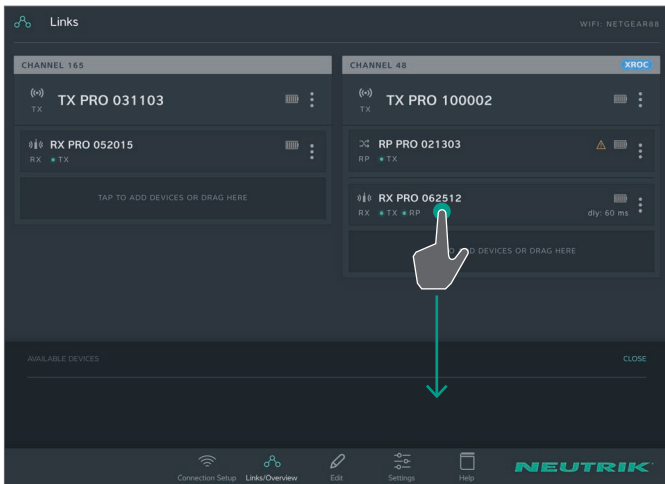 Links
WIFI: NETGEAR88
CHANNEL 165
TX
TX PRO 031103
RX PRO 052015
RX * TX
TAP TO ADD DEVICES OR DRAG HERE
CHANNEL 48
XROC
TX
TX PRO 100002
RP PRO 021303
RP * TX
RX PRO 062512
RX * TX * RP
dly: 60 ms
O ADD DEVICES OR DRAG HERE
AVAILABLE DEVICES
CLOSE
Connection Setup
Links/Overview
Edit
Settings
Help
NEUTRIK